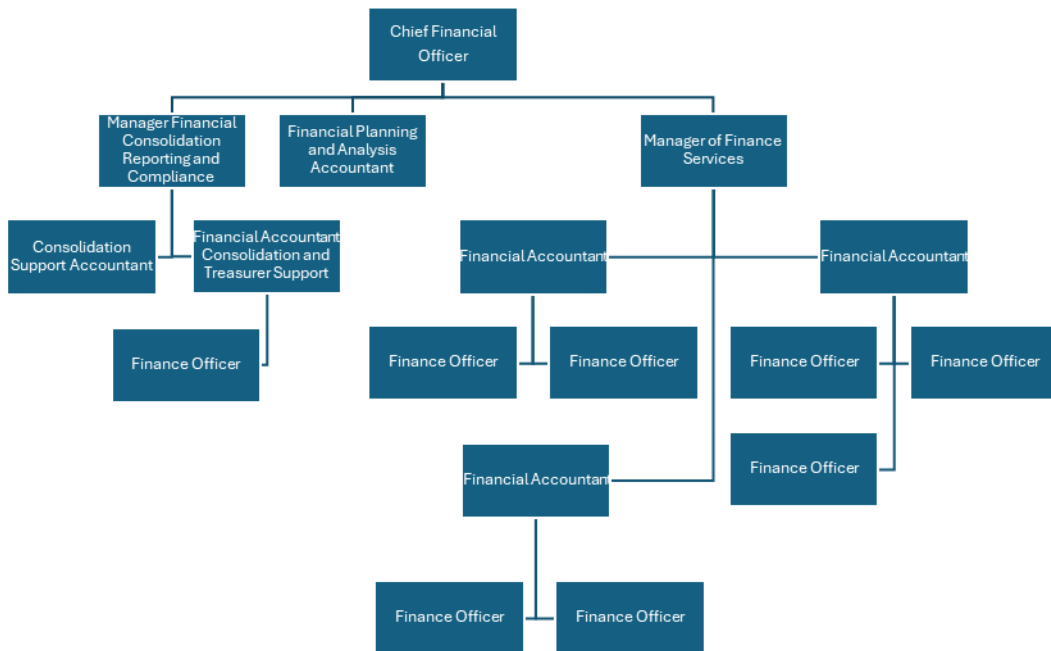 Chief Financial
Officer
Manager Financial
Consolidation
Reporting and
Compliance
Financial Planning
and Analysis
Accountant
Manager of Finance
Services
Consolidation
Support Accountant
Financial Accountant
Consolidation and
Treasurer Support
Financial Accountant
Financial Accountant
Finance Officer
Finance Officer
Finance Officer
Finance Officer
Finance Officer
Financial Accountant
Finance Officer
Finance Officer
Finance Officer